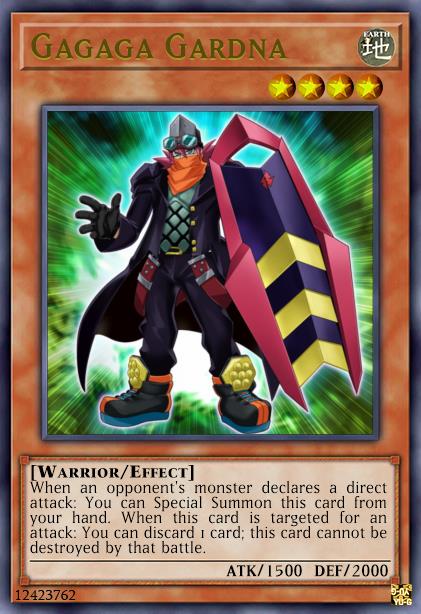 GAGAGA GARDNA
EARTH
地
[WARRIOR/EFFECT]
When an opponent's monster declares a direct
attack: You can Special Summon this card from
your hand. When this card is targeted for an
attack: You can discard 1 card; this card cannot be
destroyed by that battle.
ATK/1500 DEF/2000
12423762